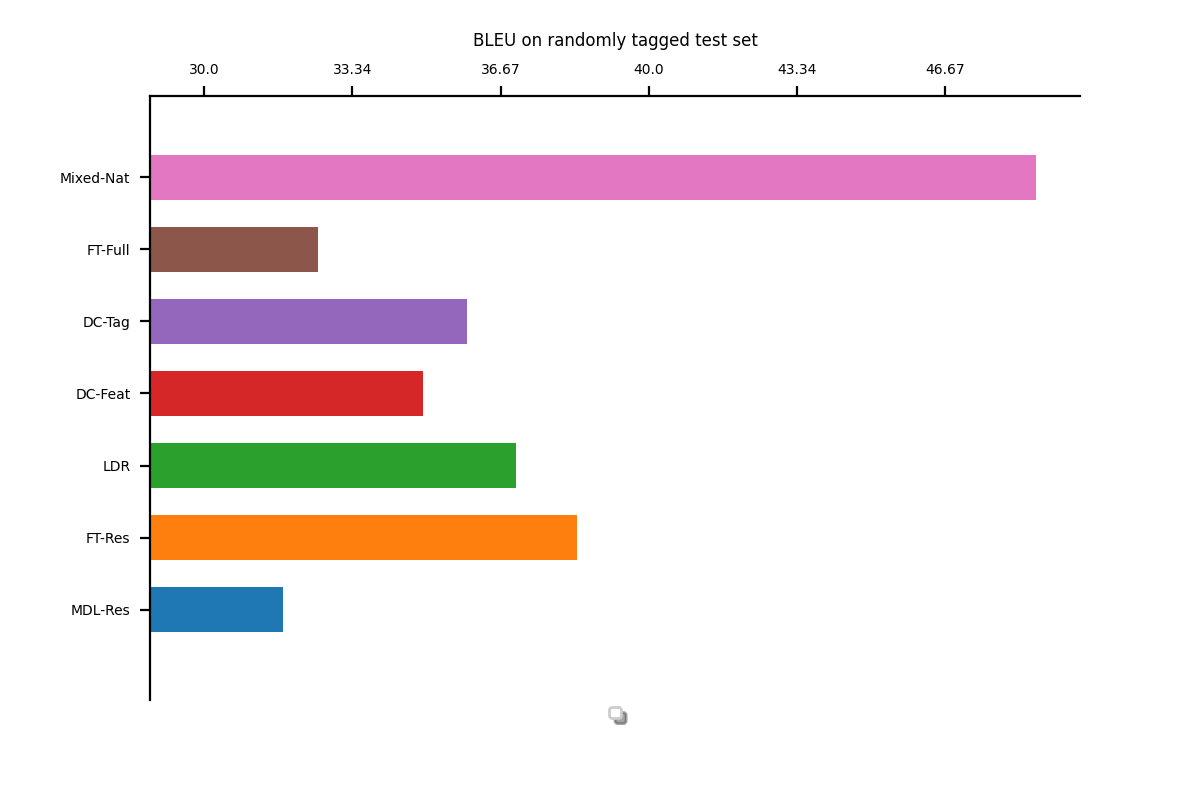 BLEU on randomly tagged test set
30.0 33.34 36.67 40.0 43.34 46.67
Mixed-Nat
FT-Full
DC-Tag
DC-Feat
LDR
FT-Res
MDL-Res